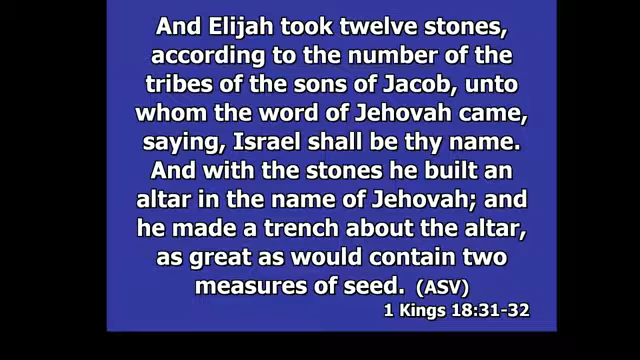 And Elijah took twelve stones,
according to the number of the
tribes of the sons of Jacob, unto
whom the word of Jehovah came,
saying, Israel shall be thy name.
And with the stones he built an
altar in the name of Jehovah; and
he made a trench about the altar,
as great as would contain two
measures of seed. (ASV)
1 Kings 18:31-32